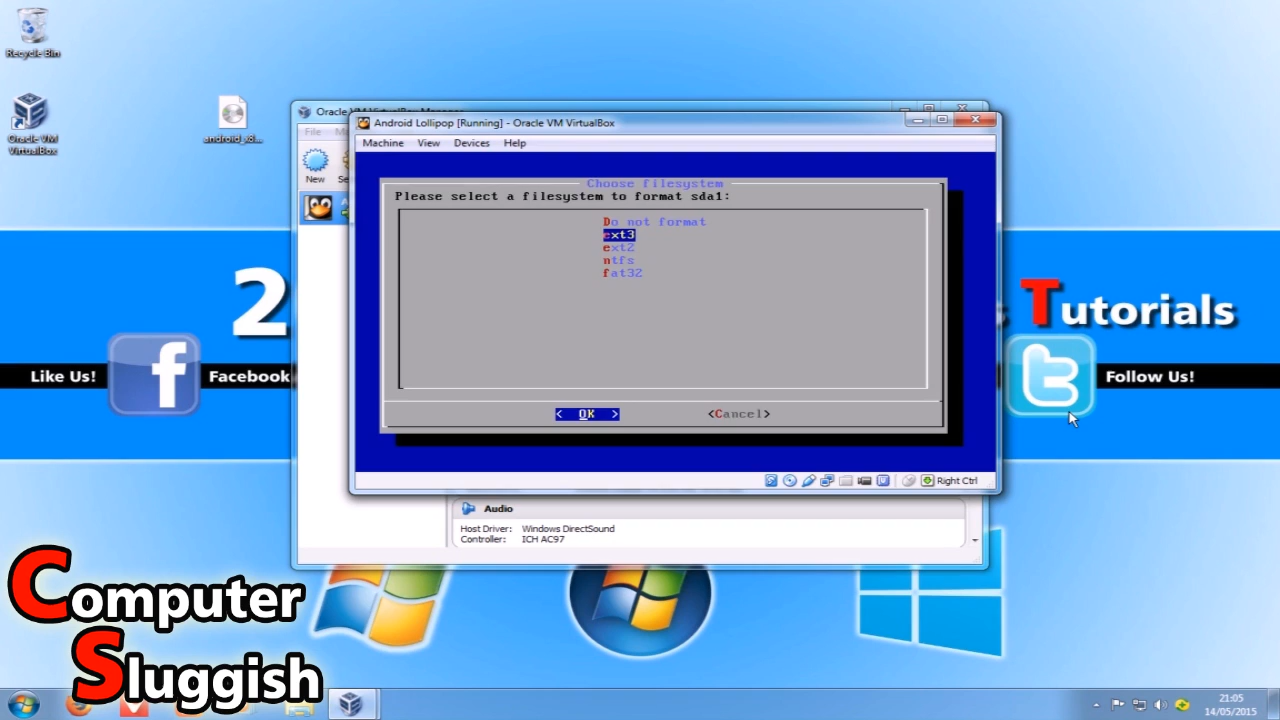 Recycle Bin
Oracle VM
VirtualBox
android_x8...
Oracle VM VirtualBox Manager
File
New
Android Lollipop [Running] - Oracle VM VirtualBox
Machine View Devices Help
Choose filesystem
Please select a filesystem to format sda1:
Do not format
ext3
ext2
ntfs
fat32
< OK >
<Cancel>
Right Ctrl
Audio
Host Driver: Windows DirectSound
Controller: ICH AC97
2
s Tutorials
Like Us!
Facebook
Follow Us!
Computer
Sluggish
21:05
14/05/2015